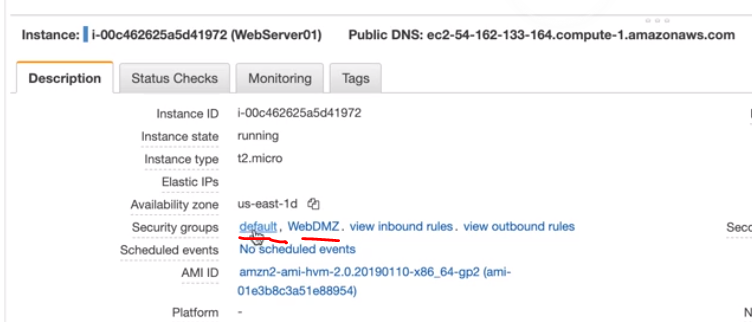 Instance: i-00c462625a5d41972 (WebServer01) Public DNS: ec2-54-162-133-164.compute-1.amazonaws.com
Description Status Checks Monitoring Tags
Instance ID i-00c462625a5d41972
Instance state running
Instance type t2.micro
Elastic IPs
Availability zone us-east-1d
Security groups default, WebDMZ. view inbound rules. view outbound rules
Scheduled events No scheduled events
AMI ID amzn2-ami-hvm-2.0.20190110-x86_64-gp2 (ami-
01e3b8c3a51e88954)
Platform -